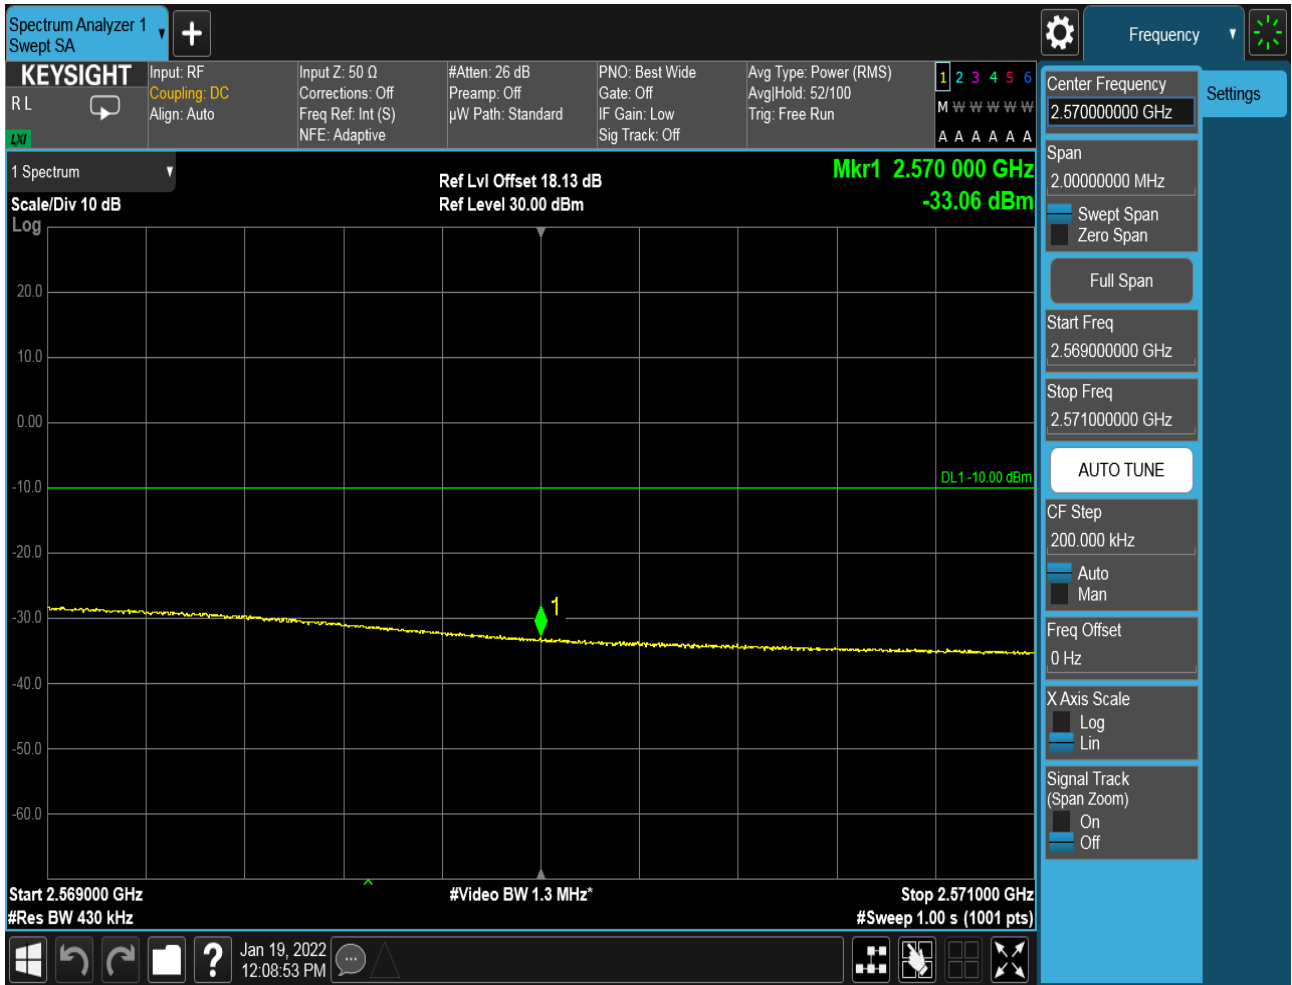 Spectrum Analyzer 1
Swept SA
Frequency
KEYSIGHT
R L
LXI
Input: RF
Coupling: DC
Align: Auto
Input Z: 50 Ω
Corrections: Off
Freq Ref: Int (S)
NFE: Adaptive
#Atten: 26 dB
Preamp: Off
µW Path: Standard
PNO: Best Wide
Gate: Off
IF Gain: Low
Sig Track: Off
Avg Type: Power (RMS)
Avg|Hold: 52/100
Trig: Free Run
1 2 3 4 5 6
M W W W W W
A A A A A A
1 Spectrum
Scale/Div 10 dB
Log
Ref Lvl Offset 18.13 dB
Ref Level 30.00 dBm
Mkr1 2.570 000 GHz
-33.06 dBm
20.0
10.0
0.00
-10.0
-20.0
-30.0
-40.0
-50.0
-60.0
DL1 -10.00 dBm
1
Start 2.569000 GHz
#Res BW 430 kHz
#Video BW 1.3 MHz*
Stop 2.571000 GHz
#Sweep 1.00 s (1001 pts)
Jan 19, 2022
12:08:53 PM
?
Center Frequency
2.570000000 GHz
Settings
Span
2.00000000 MHz
Swept Span
Zero Span
Full Span
Start Freq
2.569000000 GHz
Stop Freq
2.571000000 GHz
AUTO TUNE
CF Step
200.000 kHz
Auto
Man
Freq Offset
0 Hz
X Axis Scale
Log
Lin
Signal Track
(Span Zoom)
On
Off